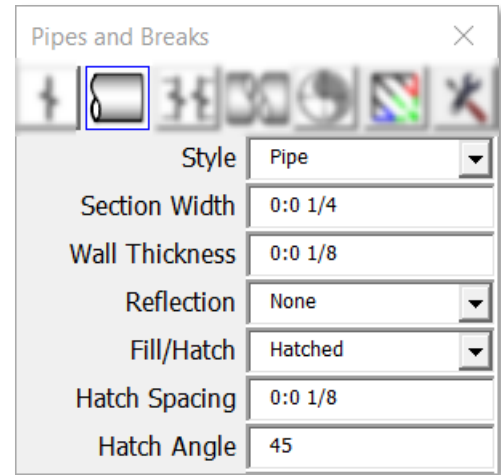 Pipes and Breaks
Style Pipe
Section Width 0:0 1/4
Wall Thickness 0:0 1/8
Reflection None
Fill/Hatch Hatched
Hatch Spacing 0:0 1/8
Hatch Angle 45